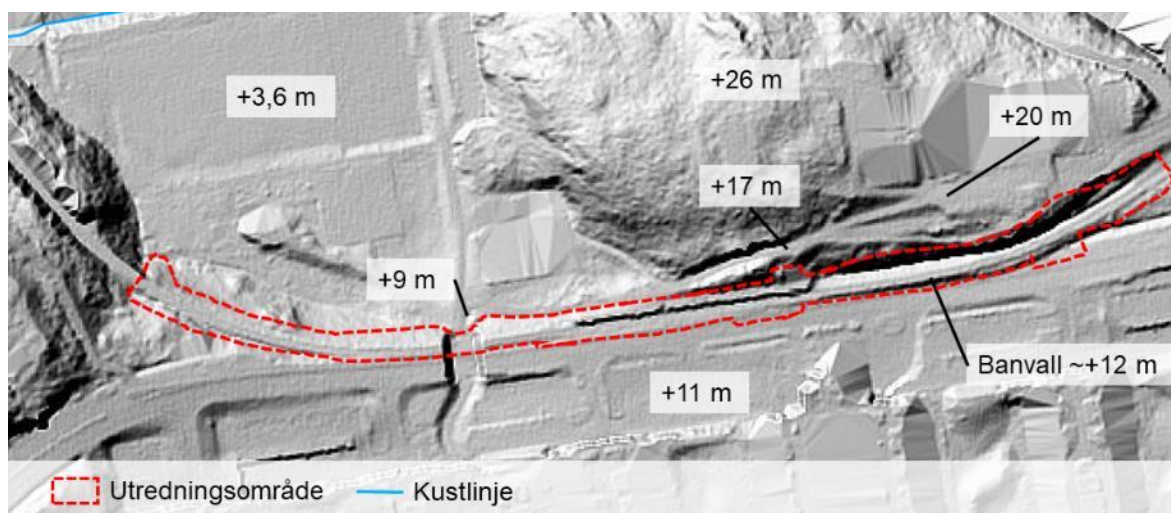 +3,6 m
+26 m
+20 m
+17 m
+9 m
Banvall ~+12 m
+11 m
Utredningsområde
Kustlinje